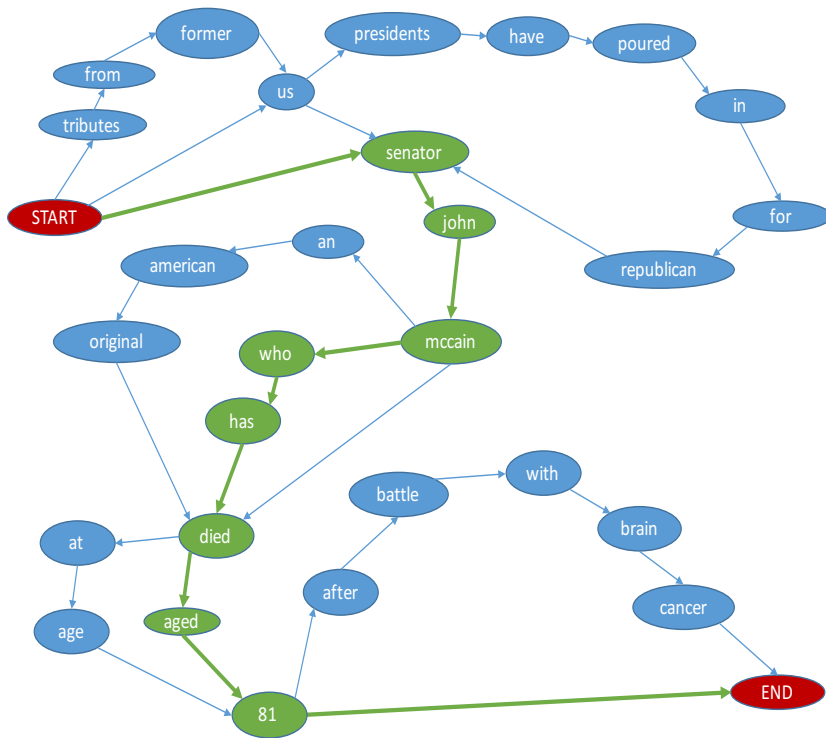 former
presidents
have
poured
from
us
in
tributes
senator
START
john
for
an
american
republican
original
who
mccain
has
with
battle
died
brain
at
after
cancer
aged
age
81
END